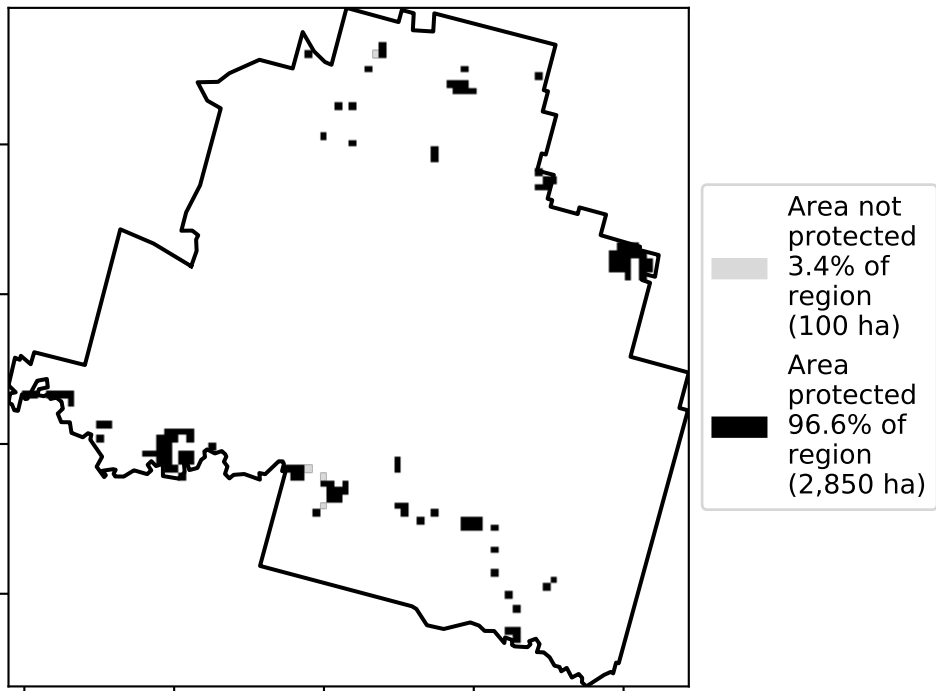 Area not
protected
3.4% of
region
(100 ha)
Area
protected
96.6% of
region
(2,850 ha)